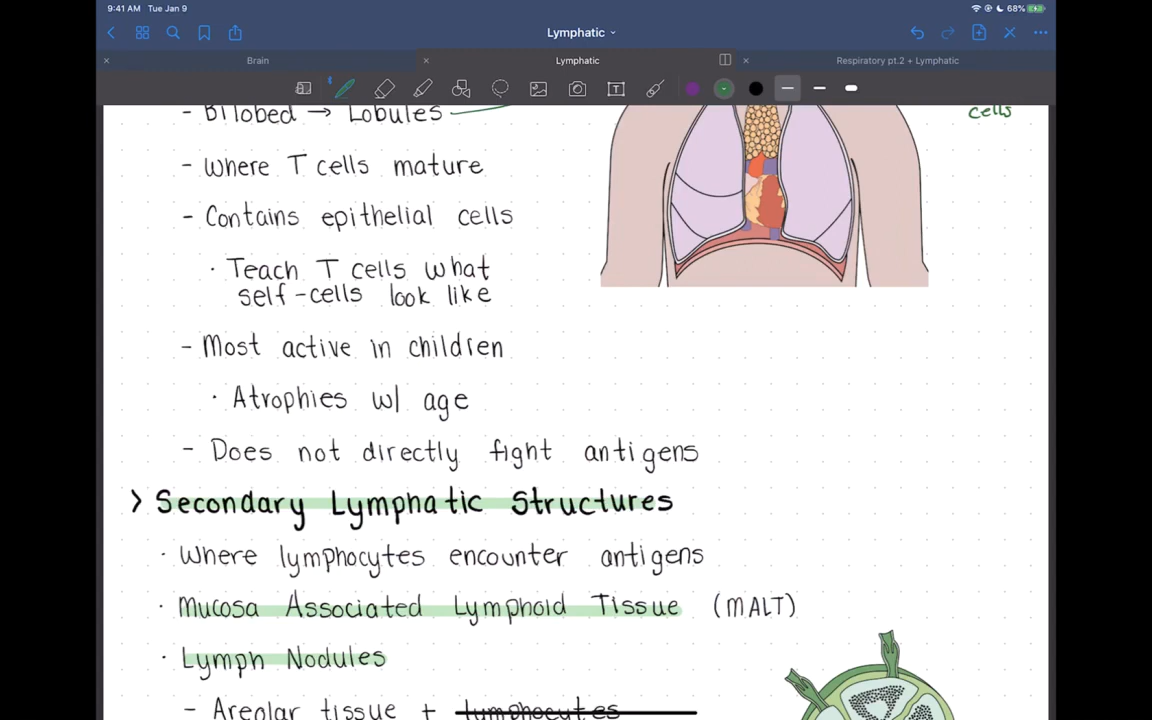 9:41 AM Tue Jan 9
68%
Lymphatic
Brain
Lymphatic
Respiratory pt.2 + Lymphatic
- Bilobed → Lobules
cells
- Where T cells mature
- Contains epithelial cells
· Teach T cells what
self-cells look like
- Most active in children
· Atrophies w/ age
- Does not directly fight antigens
> Secondary Lymphatic Structures
· Where lymphocytes encounter antigens
· Mucosa Associated Lymphoid Tissue (MALT)
· Lymph Nodules
- Areolar tissue + lymphocytes